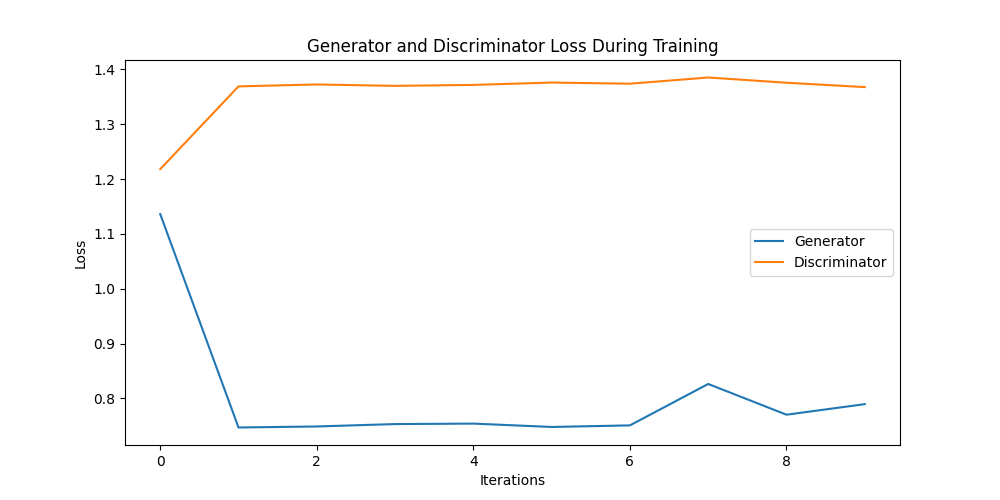 Generator and Discriminator Loss During Training
1.4
1.3
1.2
1.1
1.0
0.9
0.8
Loss
Generator
Discriminator
0 2 4 6 8
Iterations